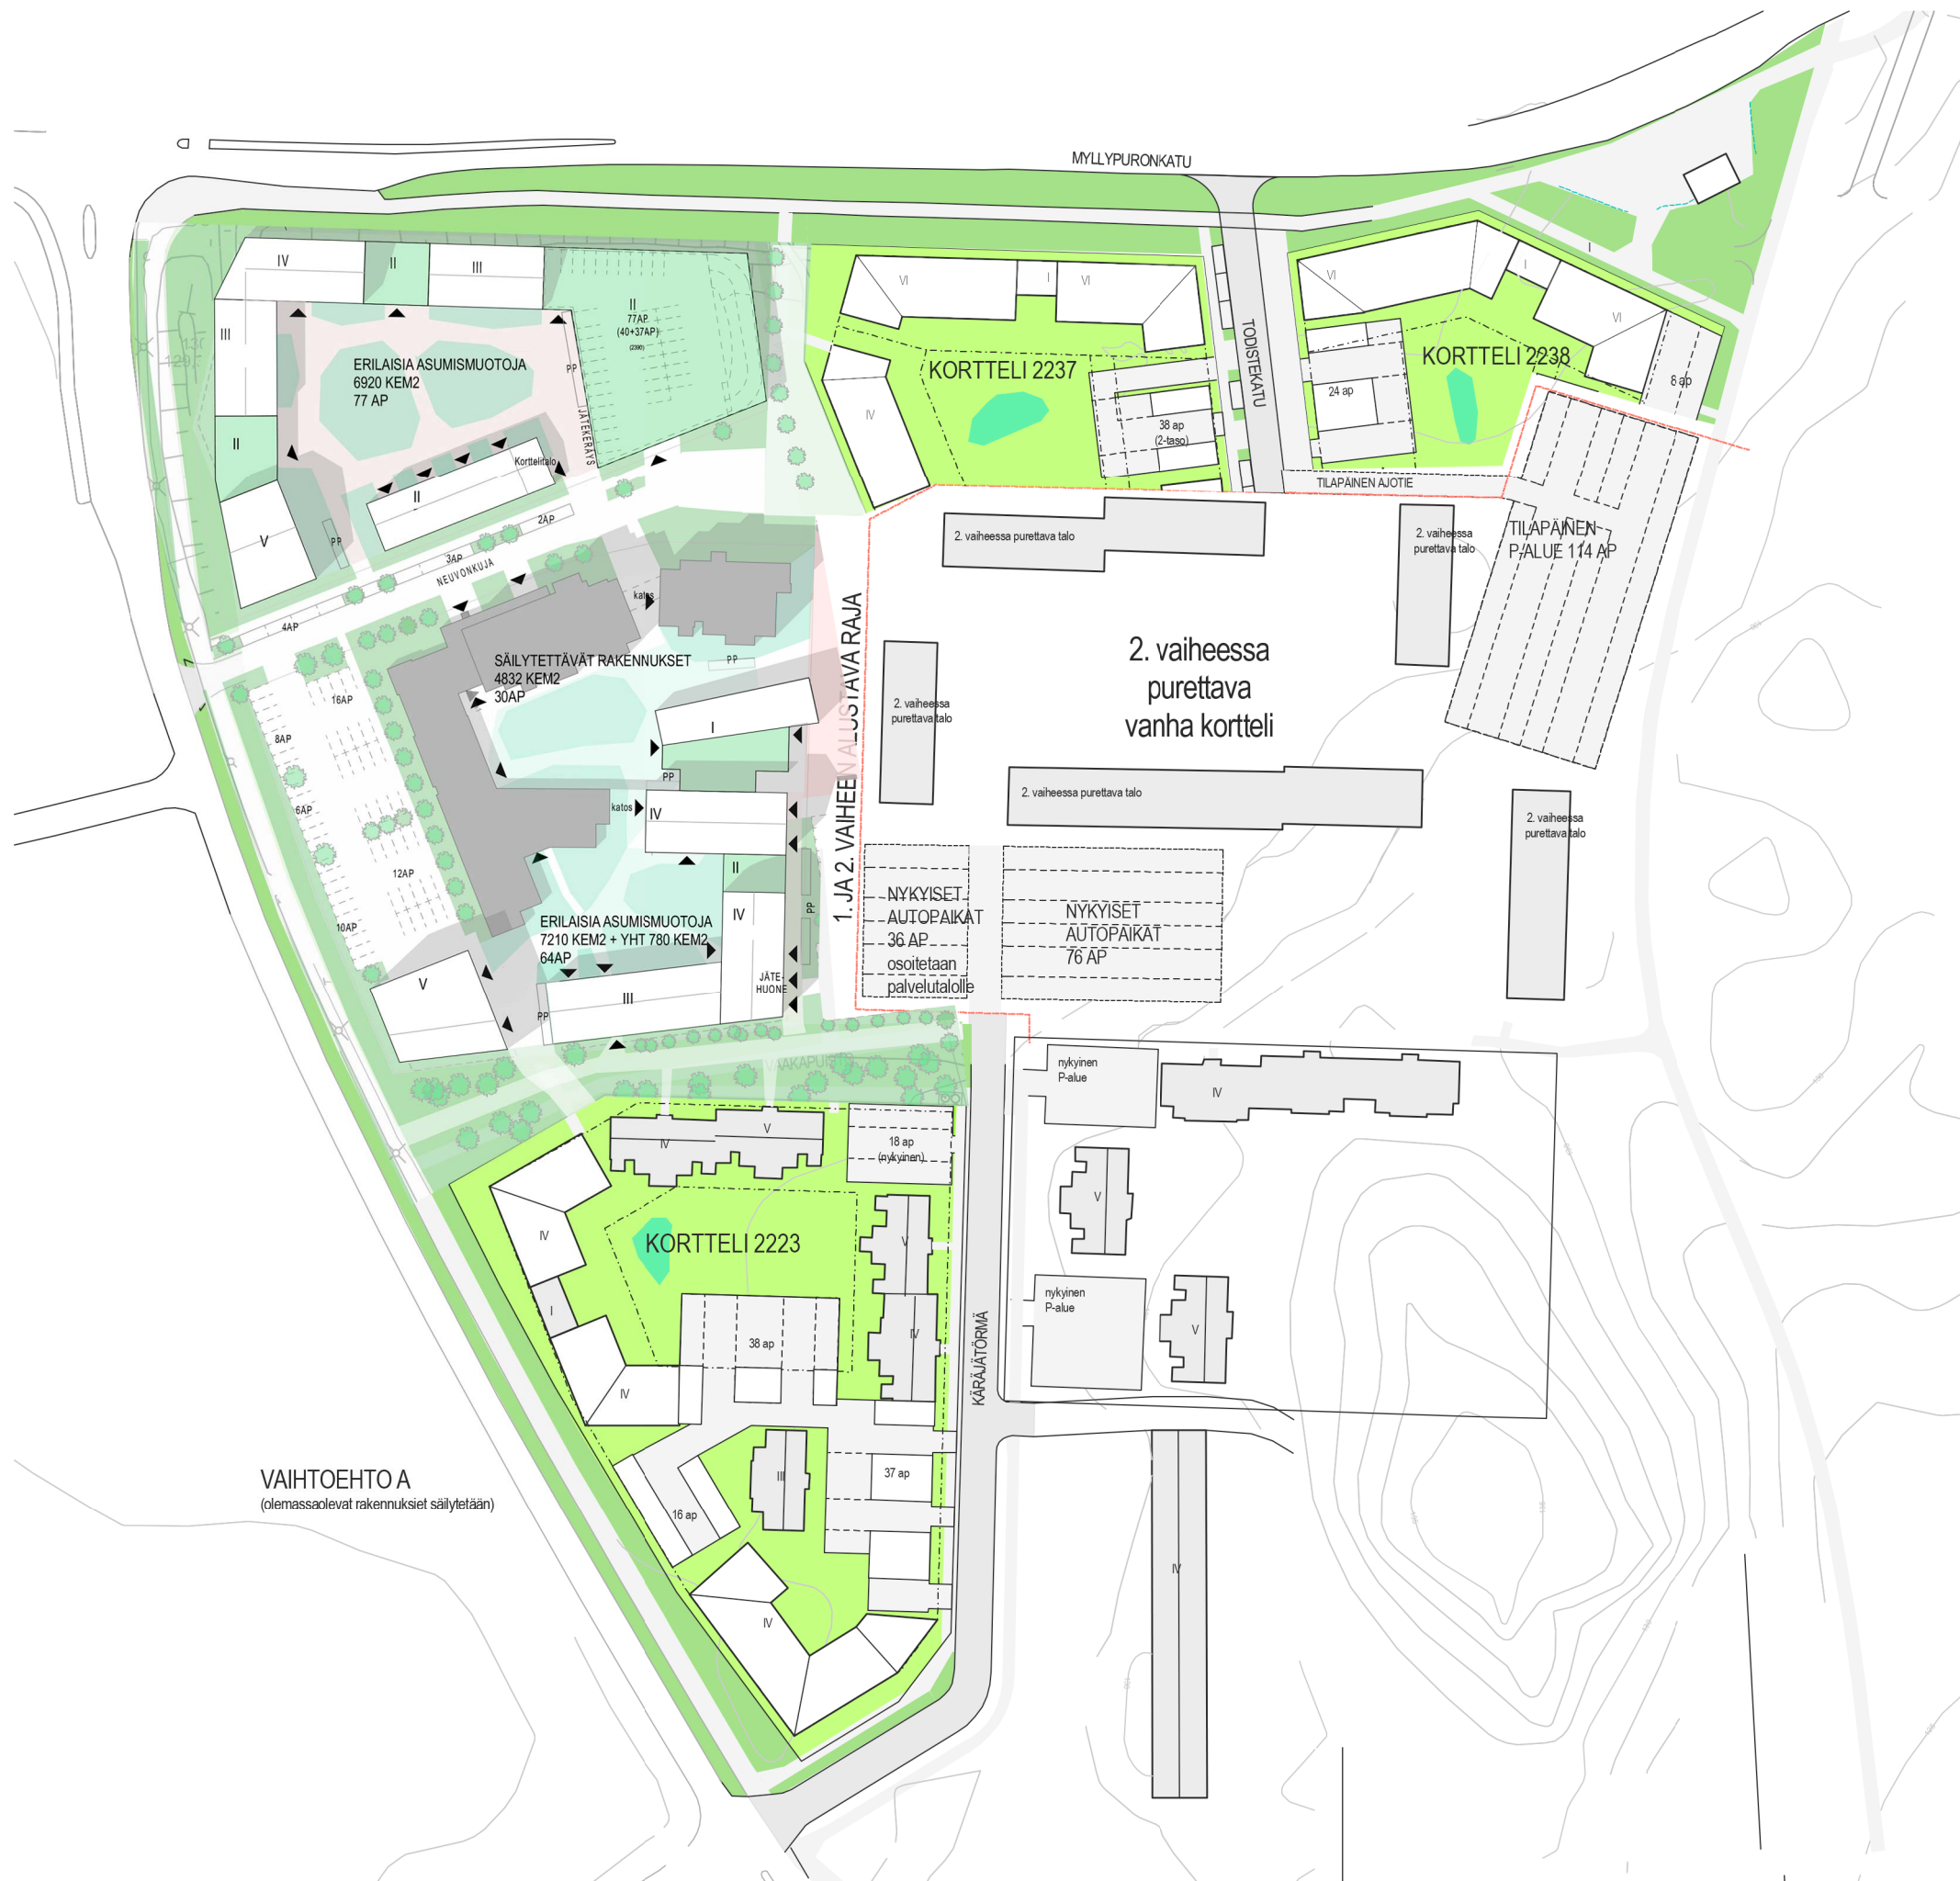 MYLLYPURONKATU
IV
II
III
III
II
V
II
77AP
(40+37AP)
(2390)
ERILAISIA ASUMISMUOTOJA
6920 KEM2
77 AP
PP
JÄTEKERÄYS
Korttelitalo
II
PP
2AP
3AP
NEUVONKUJA
4AP
VI
I
VI
IV
KORTTELI 2237
38 ap
(2-taso)
TODISTEKATU
VI
I
VI
I
KORTTELI 2238
24 ap
8 ap
TILAPÄINEN AJOTIE
TILAPÄINEN
P-ALUE 114 AP
2. vaiheessa purettava talo
2. vaiheessa
purettava talo
2. vaiheessa
purettava
vanha kortteli
2. vaiheessa
purettava talo
2. vaiheessa purettava talo
2. vaiheessa
purettava talo
1. JA 2. VAIHEEN ALUSTAVA RAJA
katos
PP
SÄILYTETTÄVÄT RAKENNUKSET
4832 KEM2
30AP
16AP
8AP
6AP
12AP
10AP
I
PP
katos
IV
II
IV
PP
ERILAISIA ASUMISMUOTOJA
7210 KEM2 + YHT 780 KEM2
64AP
JÄTE-
HUONE
V
PP
III
NYKYISET
AUTOPAIKAT
36 AP
osoitetaan
palvelutalolle
NYKYISET
AUTOPAIKAT
76 AP
nykyinen
P-alue
IV
V
nykyinen
P-alue
V
IV
IV
V
18 ap
(nykyinen)
IV
KORTTELI 2223
V
I
38 ap
IV
IV
KÄRÄJÄTÖRMÄ
III
37 ap
16 ap
IV
VAIHTOEHTO A
(olemassaolevat rakennuksiet säilytetään)